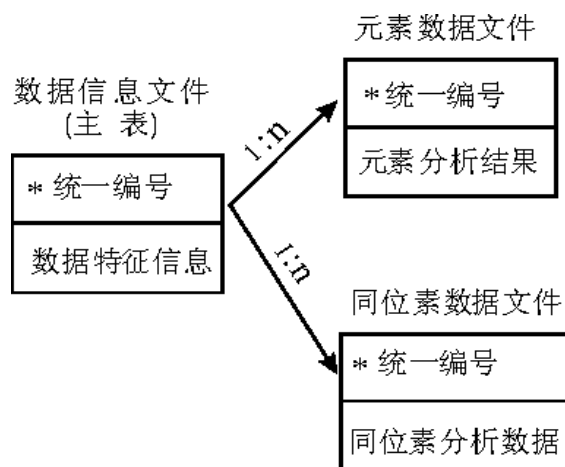 数据信息文件
(主 表)
*统一编号
数据特征信息
1:n
1:n
元素数据文件
*统一编号
元素分析结果
同位素数据文件
*统一编号
同位素分析数据